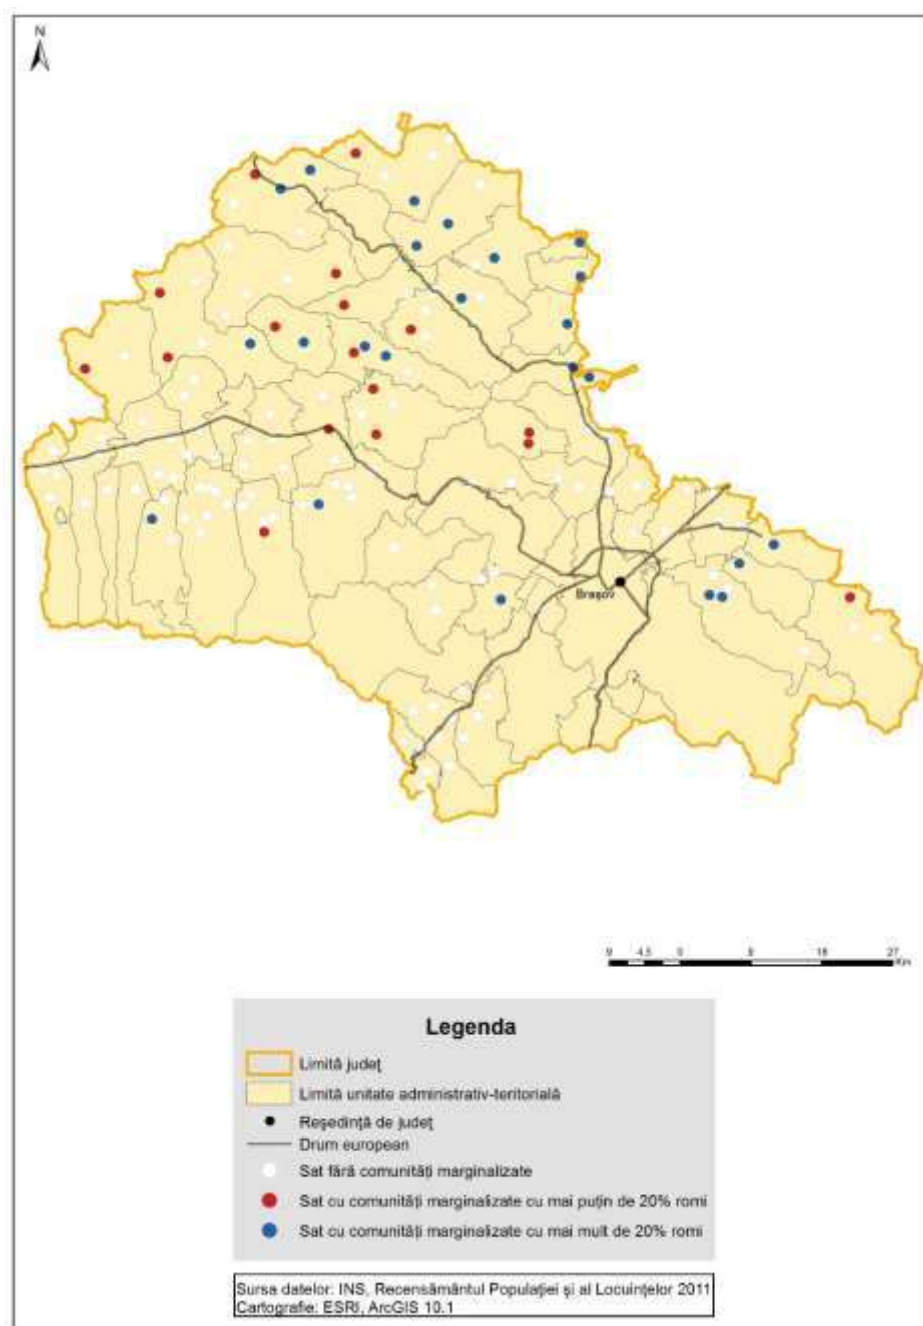 N
Brașov
9 4,5 0 9 18 27
Km
Legenda
Limită județ
Limită unitate administrativ-teritorială
Reședință de județ
Drum european
Sat fără comunități marginalizate
Sat cu comunități marginalizate cu mai puțin de 20% romi
Sat cu comunități marginalizate cu mai mult de 20% romi
Sursa datelor: INS, Recensământul Populației și al Locuințelor 2011
Cartografie: ESRI, ArcGIS 10.1